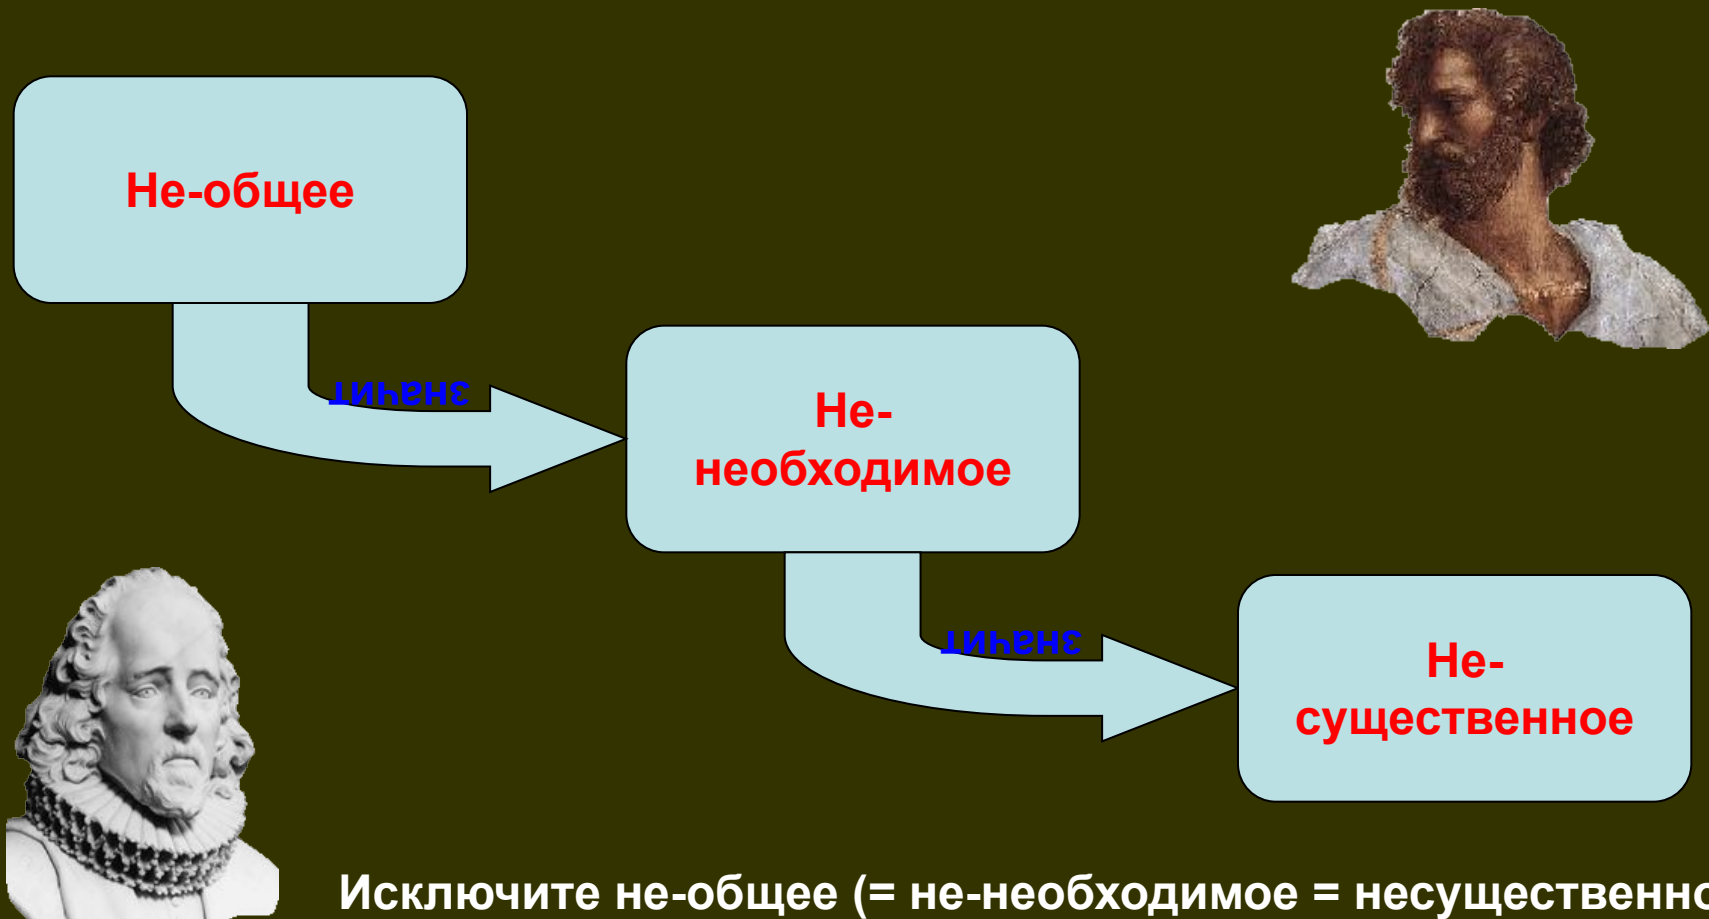 Не-общее
значит
Не-
необходимое
значит
Не-
существенное
Исключите не-общее (= не-необходимое = несущественно